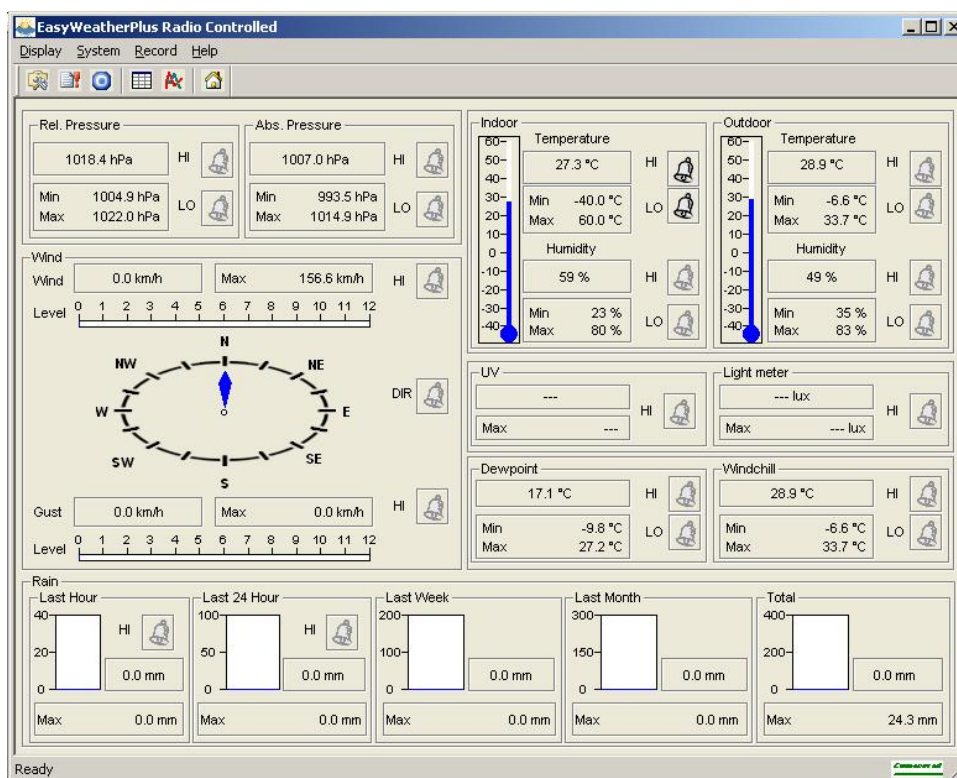 EasyWeatherPlus Radio Controlled
Display System Record Help
Rel. Pressure
1018.4 hPa HI
Min 1004.9 hPa
Max 1022.0 hPa
LO
Abs. Pressure
1007.0 hPa HI
Min 993.5 hPa
Max 1014.9 hPa
LO
Wind
Wind 0.0 km/h Max 156.6 km/h HI
Level 0 1 2 3 4 5 6 7 8 9 10 11 12
N
NW NE
W E
SW SE
S
DIR
Gust 0.0 km/h Max 0.0 km/h HI
Level 0 1 2 3 4 5 6 7 8 9 10 11 12
Indoor
60
50
40
30
20
10
0
-10
-20
-30
-40
Temperature
27.3 °C HI
Min -40.0 °C
Max 60.0 °C
LO
Humidity
59 % HI
Min 23 %
Max 80 %
LO
Outdoor
60
50
40
30
20
10
0
-10
-20
-30
-40
Temperature
28.9 °C HI
Min -6.6 °C
Max 33.7 °C
LO
Humidity
49 % HI
Min 35 %
Max 83 %
LO
UV
---
Max ---
HI
Light meter
--- lux
Max --- lux
HI
Dewpoint
17.1 °C HI
Min -9.8 °C
Max 27.2 °C
LO
Windchill
28.9 °C HI
Min -6.6 °C
Max 33.7 °C
LO
Rain
Last Hour
40
20
0
HI
0.0 mm
Max 0.0 mm
Last 24 Hour
100
50
0
HI
0.0 mm
Max 0.0 mm
Last Week
200
100
0
0.0 mm
Max 0.0 mm
Last Month
300
150
0
0.0 mm
Max 0.0 mm
Total
400
200
0
0.0 mm
Max 24.3 mm
Ready